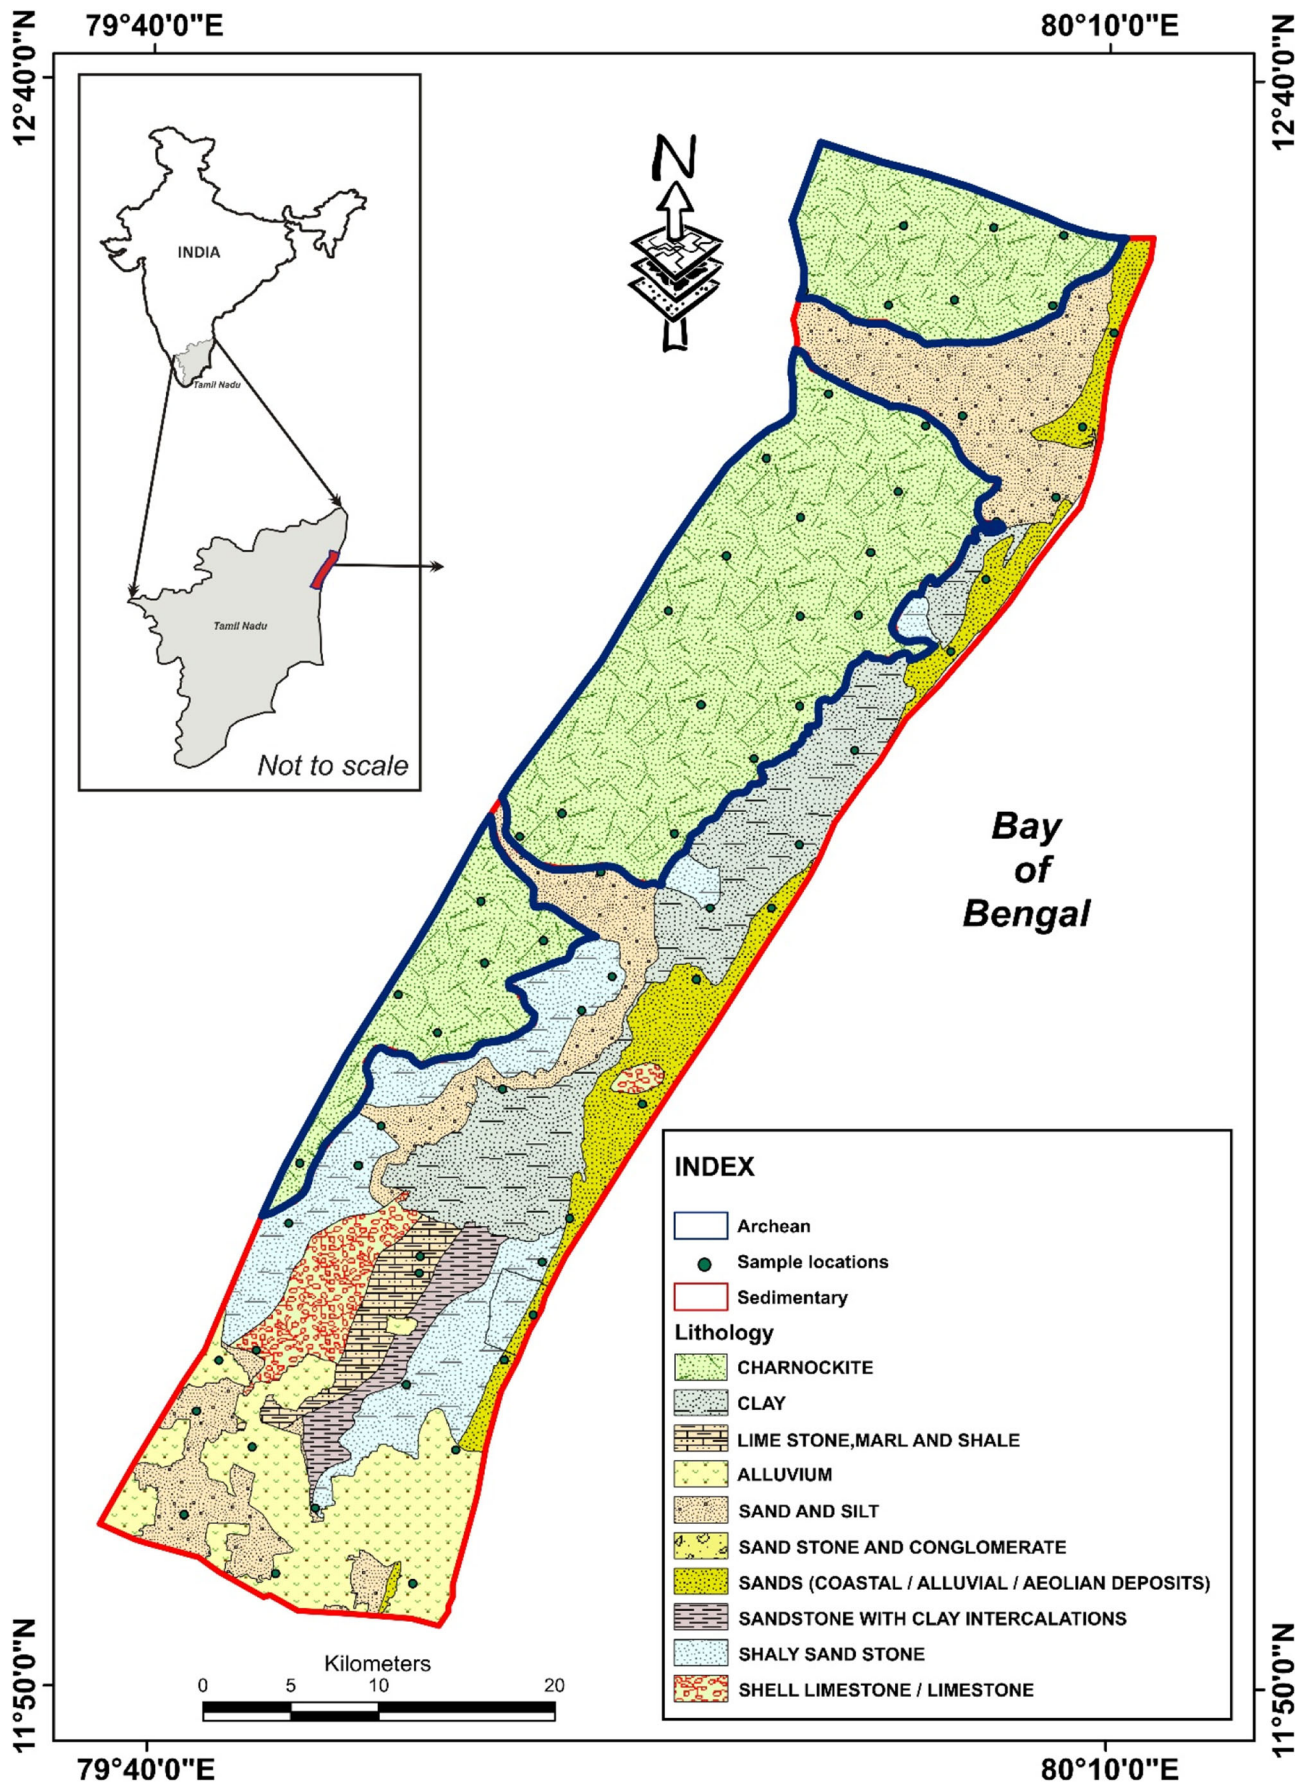 79°40'0"E
80°10'0"E
12°40'0"N
12°40'0"N
N
INDIA
Tamil Nadu
Tamil Nadu
Not to scale
Bay
of
Bengal
INDEX
Archean
Sample locations
Sedimentary
Lithology
CHARNOCKITE
CLAY
LIME STONE,MARL AND SHALE
ALLUVIUM
SAND AND SILT
SAND STONE AND CONGLOMERATE
SANDS (COASTAL / ALLUVIAL / AEOLIAN DEPOSITS)
SANDSTONE WITH CLAY INTERCALATIONS
SHALY SAND STONE
SHELL LIMESTONE / LIMESTONE
Kilometers
0 5 10 20
11°50'0"N
11°50'0"N
79°40'0"E
80°10'0"E